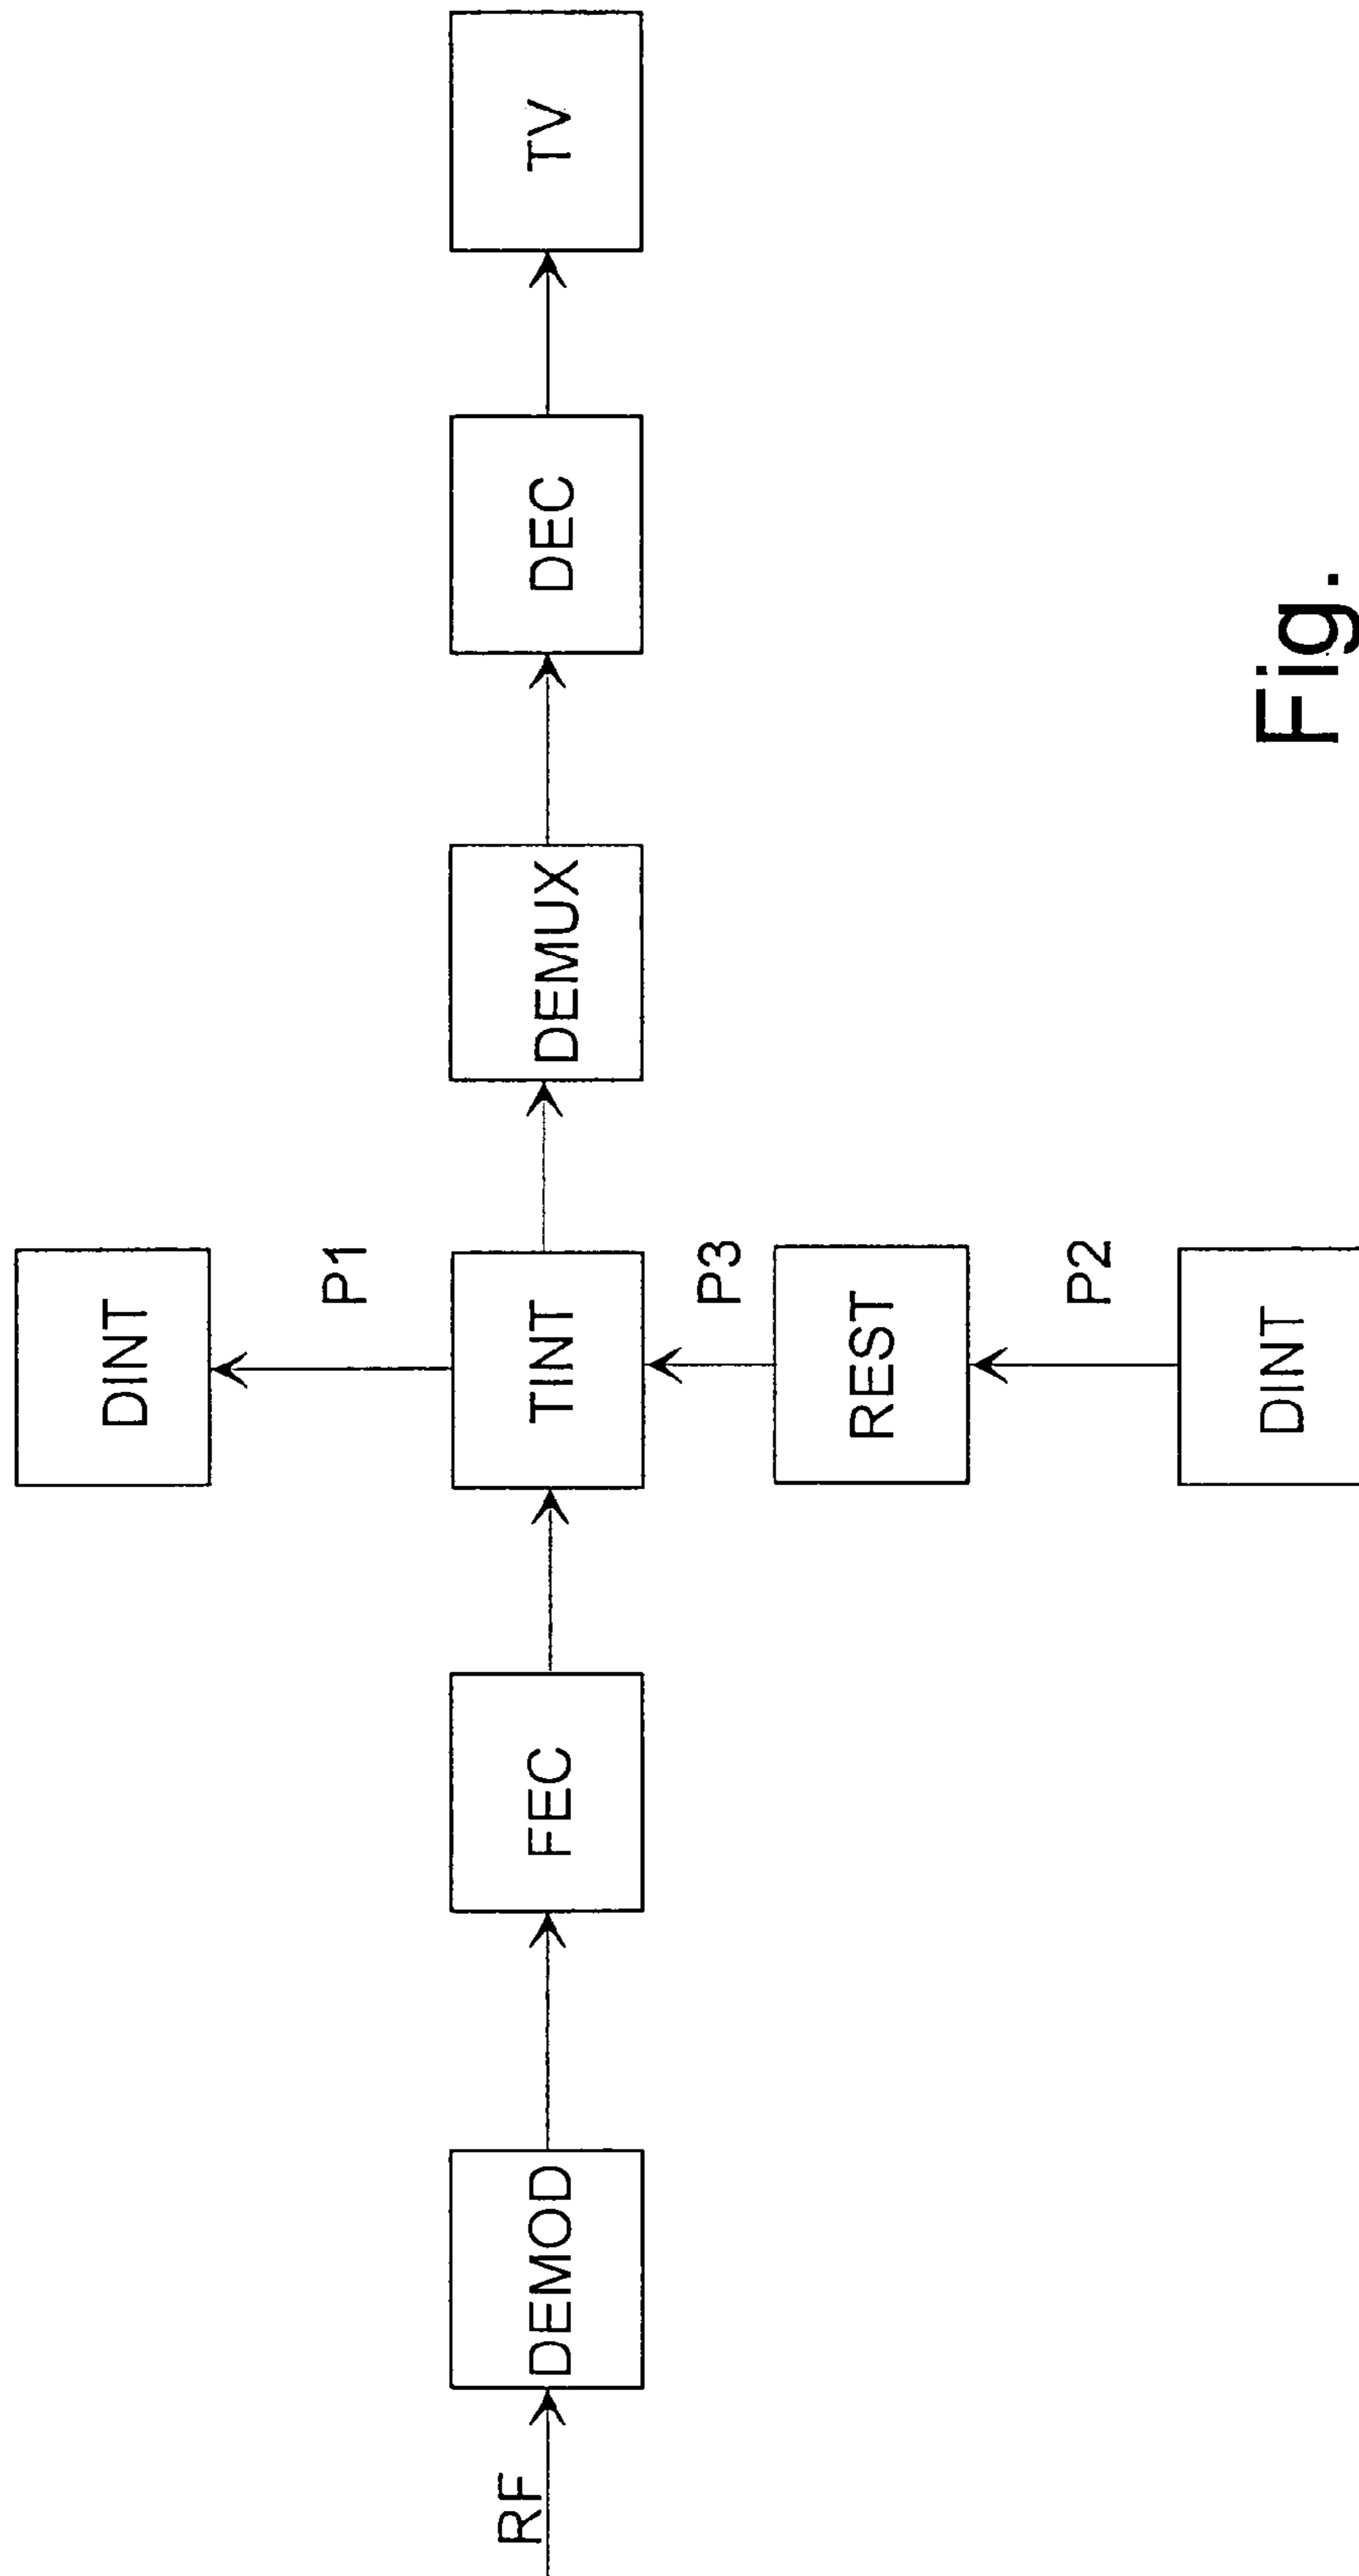 DINT
P1
RF
DEMOD
FEC
TINT
DEMUX
DEC
TV
P3
REST
P2
DINT
Fig.